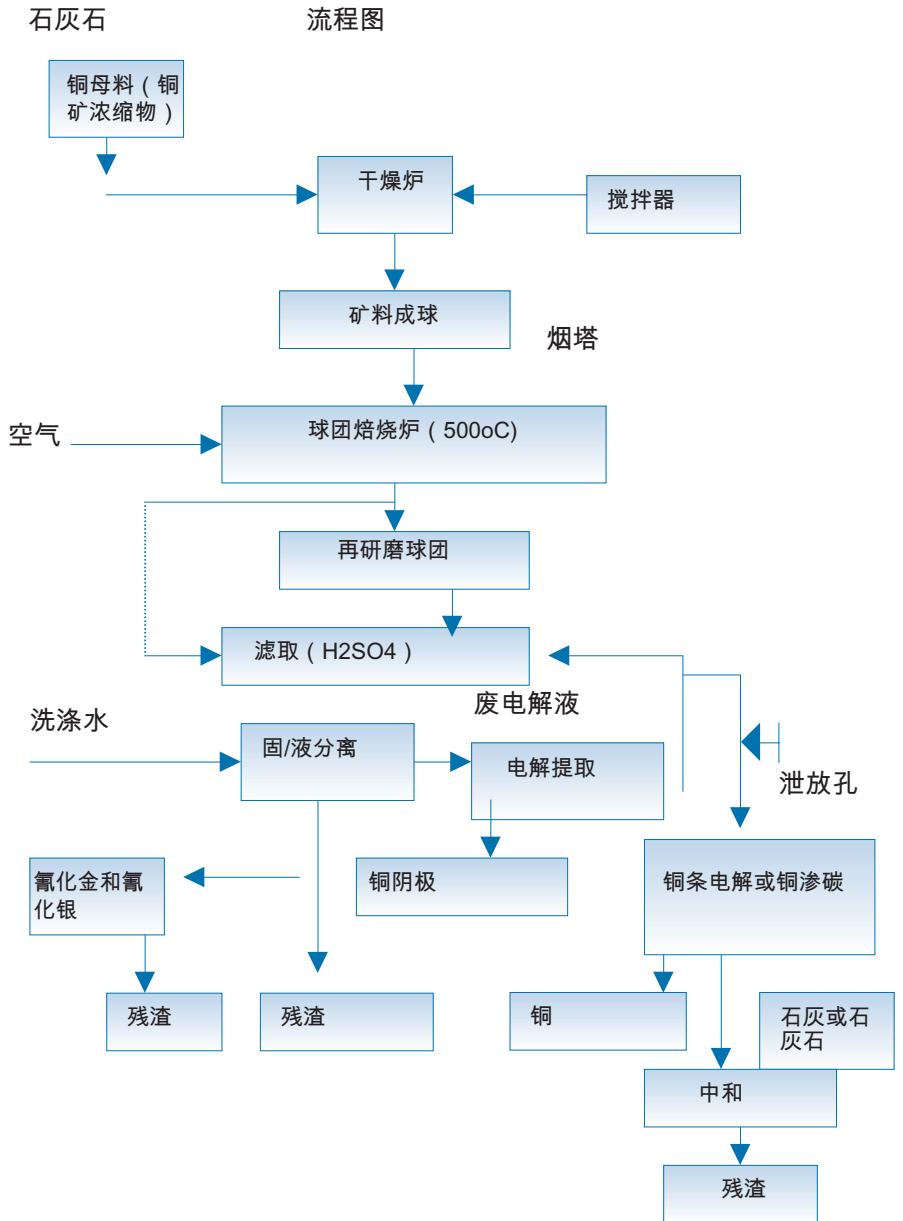 石灰石
流程图
铜母料（铜
矿浓缩物）
干燥炉
搅拌器
矿料成球
烟塔
空气
球团焙烧炉（500oC)
再研磨球团
滤取（H2SO4）
废电解液
洗涤水
固/液分离
电解提取
泄放孔
氰化金和氰
化银
铜阴极
铜条电解或铜渗碳
残渣
残渣
铜
石灰或石
灰石
中和
残渣